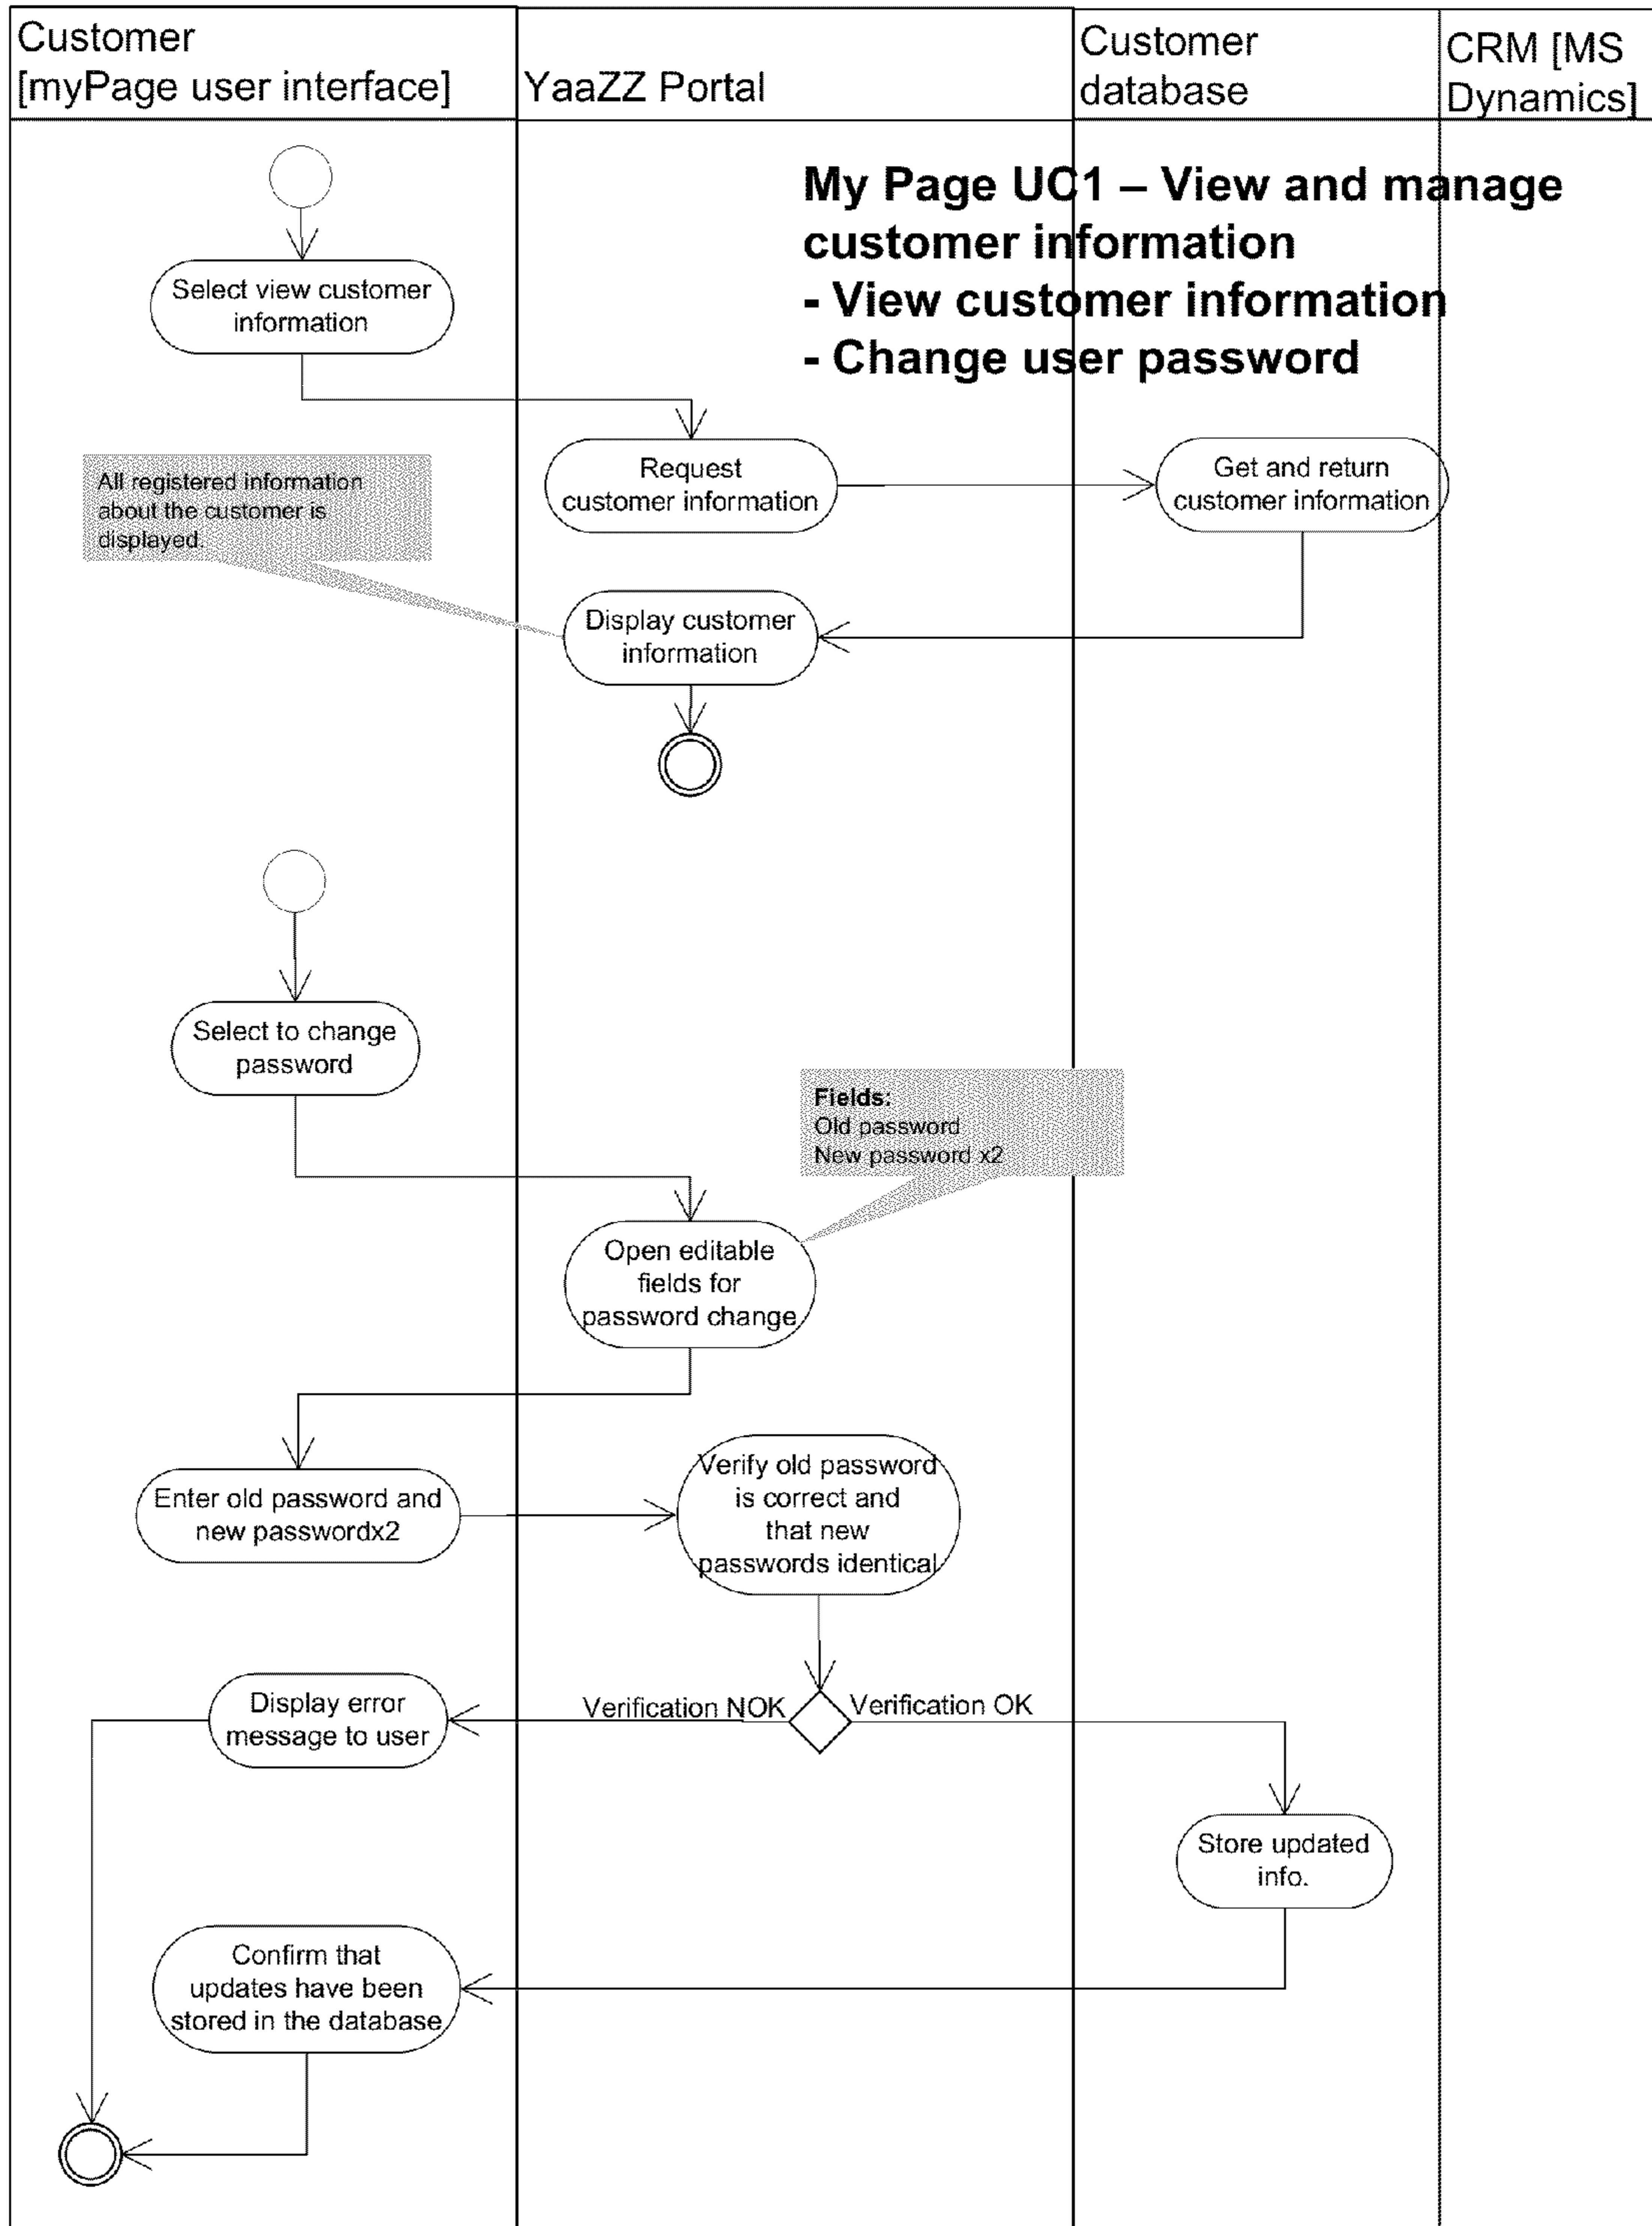 Customer
[myPage user interface]
YaaZZ Portal
Customer
database
CRM [MS
Dynamics]
My Page UC1 – View and manage
customer information
- View customer information
- Change user password
Select view customer
information
Request
customer information
Get and return
customer information
All registered information
about the customer is
displayed.
Display customer
information
Select to change
password
Fields:
Old password
New password x2
Open editable
fields for
password change
Enter old password and
new passwordx2
Verify old password
is correct and
that new
passwords identical
Display error
message to user
Verification NOK
Verification OK
Store updated
info.
Confirm that
updates have been
stored in the database